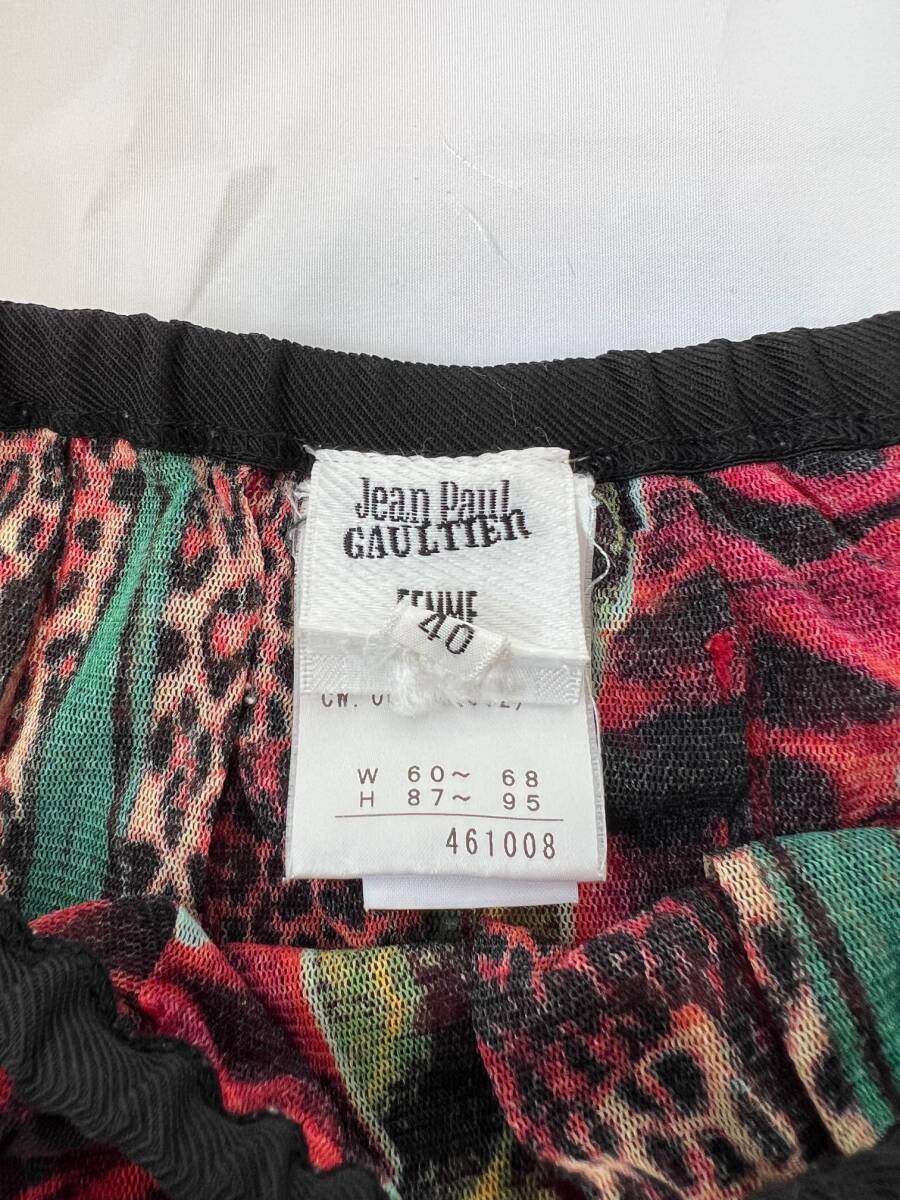 Jean Paul
GAULTIER
FEMME
40
W 60～ 68
H 87～ 95
461008